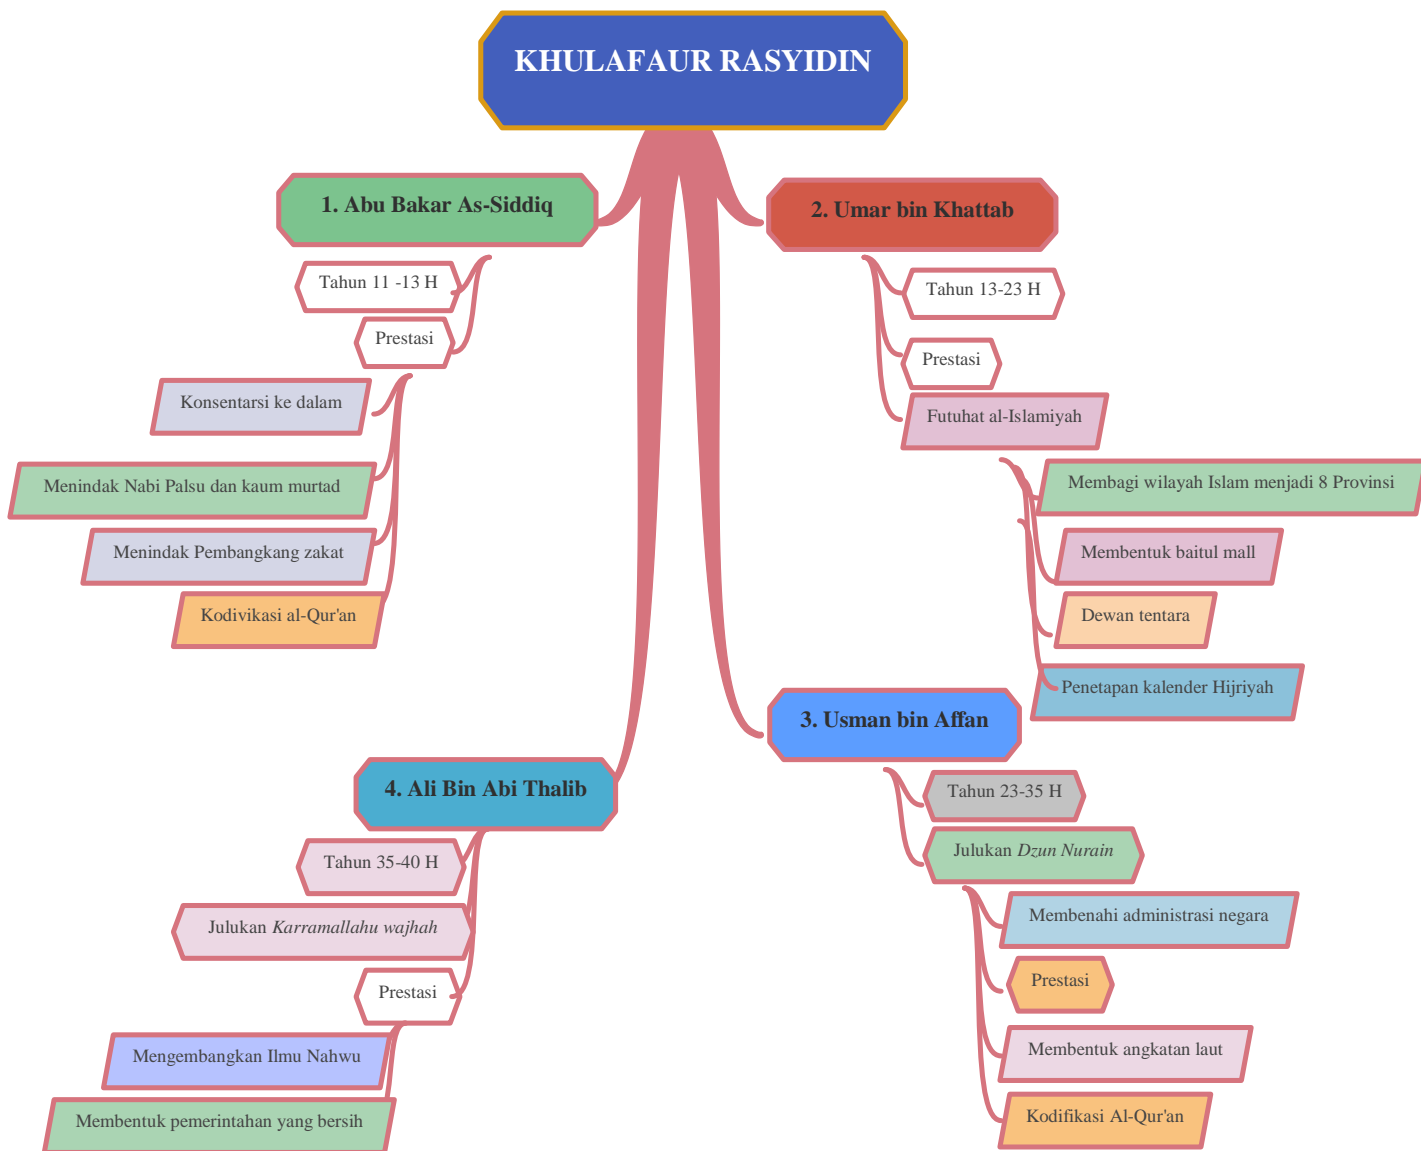 KHULAFAUR RASYIDIN
1. Abu Bakar As-Siddiq
Tahun 11 -13 H
Prestasi
Konsentarsi ke dalam
Menindak Nabi Palsu dan kaum murtad
Menindak Pembangkang zakat
Kodivikasi al-Qur'an
2. Umar bin Khattab
Tahun 13-23 H
Prestasi
Futuhat al-Islamiyah
Membagi wilayah Islam menjadi 8 Provinsi
Membentuk baitul mall
Dewan tentara
Penetapan kalender Hijriyah
3. Usman bin Affan
Tahun 23-35 H
Julukan Dzun Nurain
Membenahi administrasi negara
Prestasi
Membentuk angkatan laut
Kodifikasi Al-Qur'an
4. Ali Bin Abi Thalib
Tahun 35-40 H
Julukan Karramallahu wajhah
Prestasi
Mengembangkan Ilmu Nahwu
Membentuk pemerintahan yang bersih